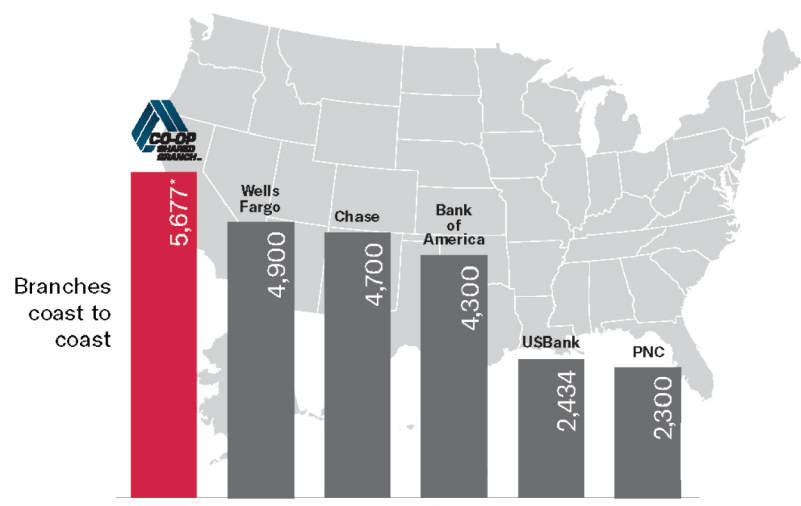 CO-OP
SHARED
BRANCH
5,677*
Wells
Fargo
4,900
Chase
4,700
Bank
of
America
4,300
USBank
2,434
PNC
2,300
Branches
coast to
coast